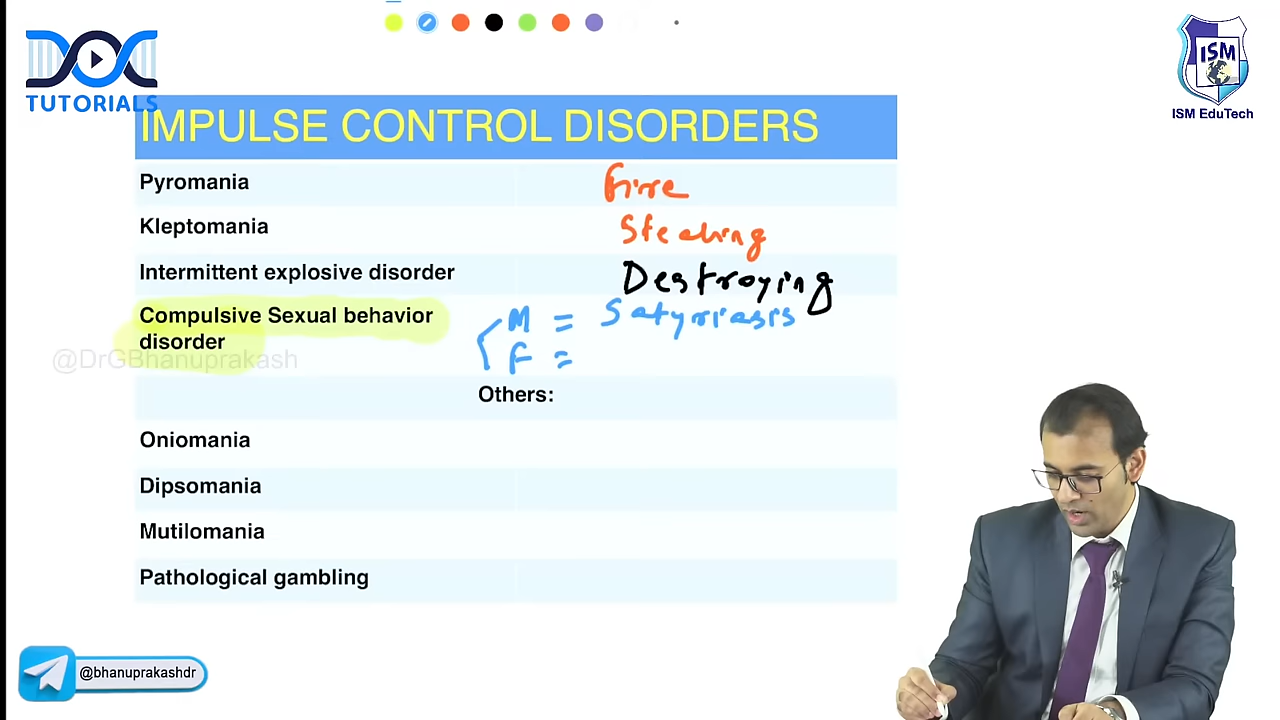 DOC
TUTORIALS
ISM
ISM EduTech
IMPULSE CONTROL DISORDERS
Pyromania Fire
Kleptomania Stealing
Intermittent explosive disorder Destroying
Compulsive Sexual behavior
disorder
M = Satyriasis
F =
@DrGBhanuprakash
Others:
Oniomania
Dipsomania
Mutilomania
Pathological gambling
@bhanuprakashdr